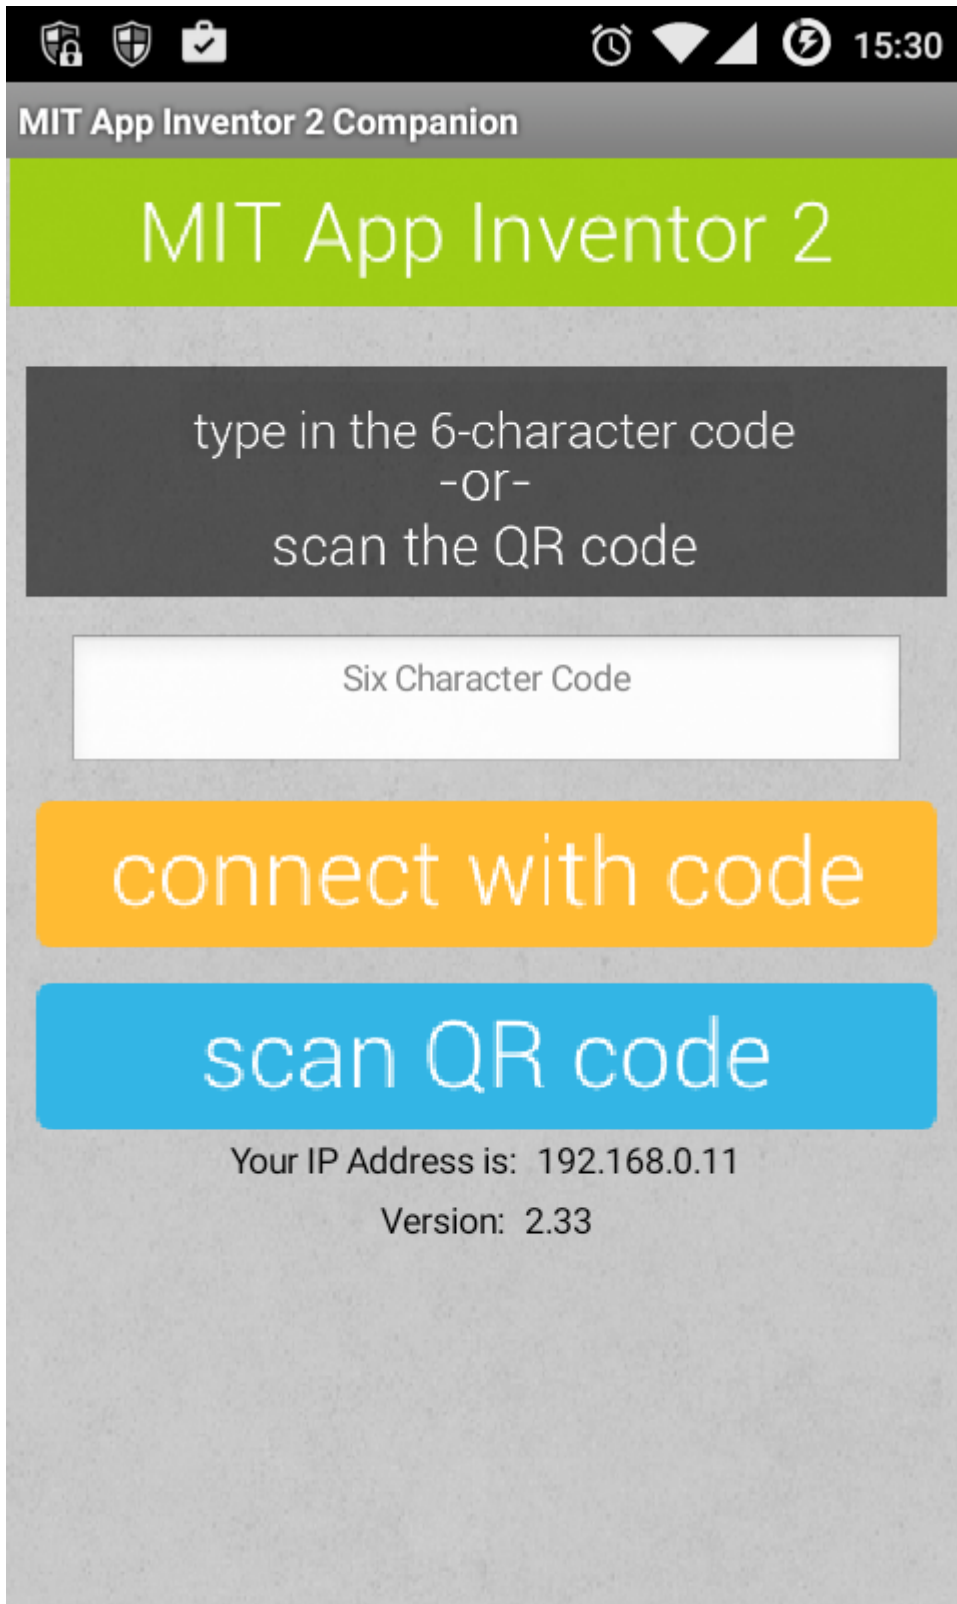 15:30
MIT App Inventor 2 Companion
MIT App Inventor 2
type in the 6-character code
-or-
scan the QR code
Six Character Code
connect with code
scan QR code
Your IP Address is: 192.168.0.11
Version: 2.33